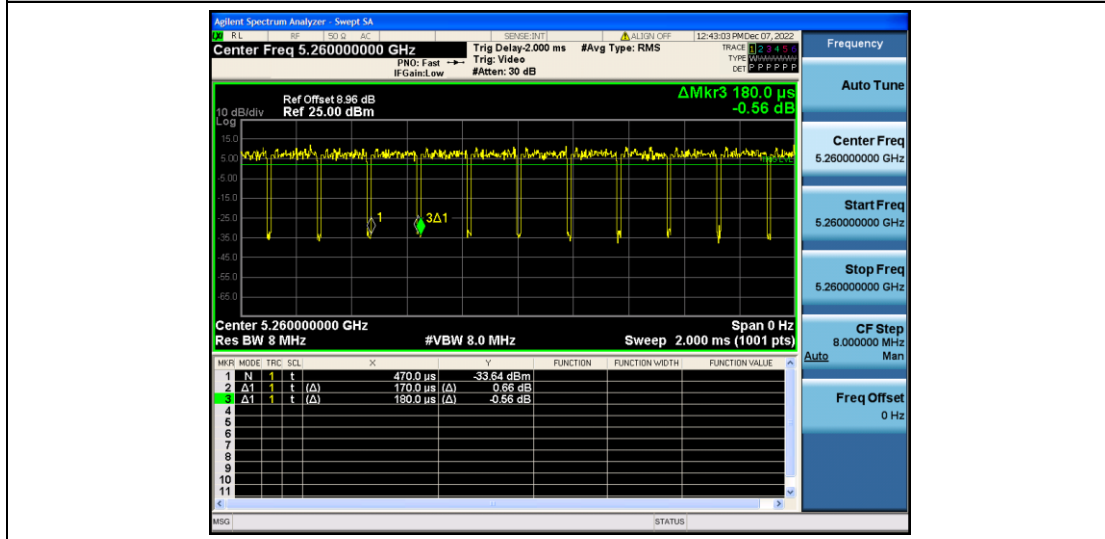 Agilent Spectrum Analyzer - Swept SA
RL RF 50 Ω AC SENSE:INT ALIGN OFF 12:43:03 PM Dec 07, 2022
Center Freq 5.260000000 GHz
Trig Delay-2.000 ms #Avg Type: RMS
TRACE 1 2 3 4 5 6
PNO: Fast Trig: Video
TYPE WWWWWW
IFGain:Low #Atten: 30 dB
DET P P P P P P
ΔMkr3 180.0 µs
-0.56 dB
Ref Offset 8.96 dB
10 dB/div Ref 25.00 dBm
Log
15.0
5.00
-5.00
-15.0
-25.0
-35.0
-45.0
-55.0
-65.0
1
3Δ1
Center 5.260000000 GHz Span 0 Hz
Res BW 8 MHz #VBW 8.0 MHz Sweep 2.000 ms (1001 pts)
MKR MODE TRC SCL X Y FUNCTION FUNCTION WIDTH FUNCTION VALUE
1 N 1 t 470.0 µs -33.64 dBm
2 Δ1 1 t (Δ) 170.0 µs (Δ) 0.66 dB
3 Δ1 1 t (Δ) 180.0 µs (Δ) -0.56 dB
4
5
6
7
8
9
10
11
MSG STATUS
Frequency
Auto Tune
Center Freq
5.260000000 GHz
Start Freq
5.260000000 GHz
Stop Freq
5.260000000 GHz
CF Step
8.000000 MHz
Auto Man
Freq Offset
0 Hz